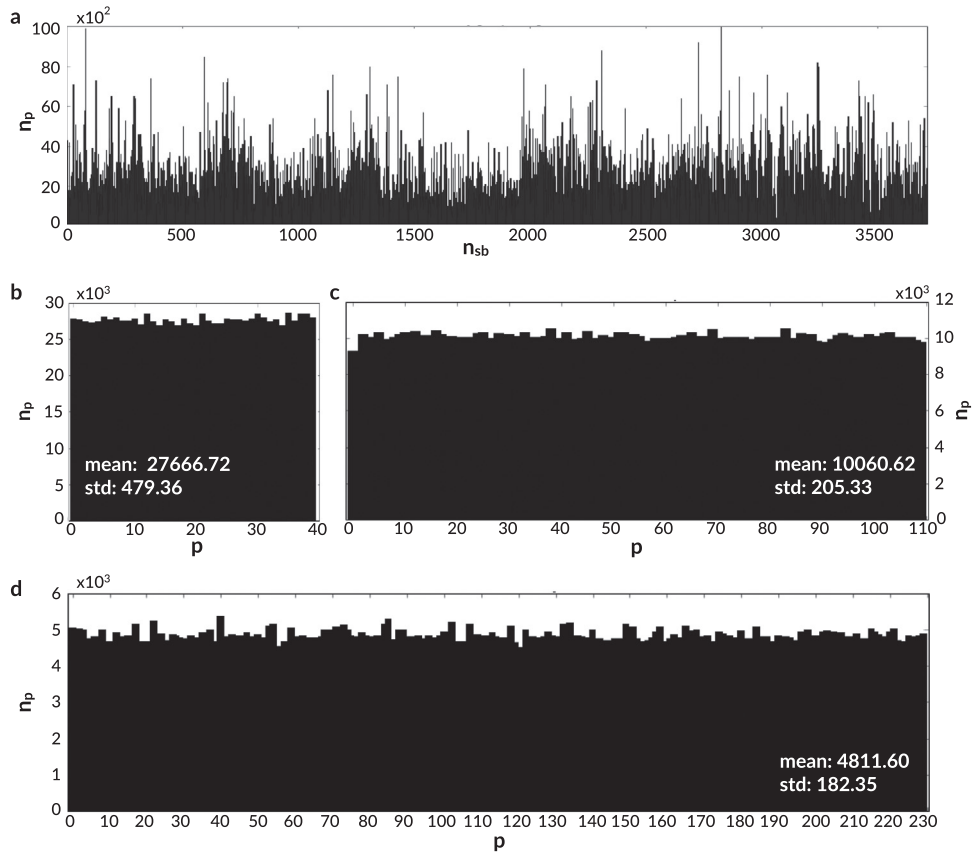 a
x10²
100
80
60
40
20
0
nₚ
0 500 1000 1500 2000 2500 3000 3500
n_sb
b
x10³
30
25
20
15
10
5
0
nₚ
mean: 27666.72
std: 479.36
0 10 20 30 40
p
c
x10³
12
10
8
6
4
2
0
nₚ
mean: 10060.62
std: 205.33
0 10 20 30 40 50 60 70 80 90 100 110
p
d
x10³
6
5
4
3
2
1
0
nₚ
mean: 4811.60
std: 182.35
0 10 20 30 40 50 60 70 80 90 100 110 120 130 140 150 160 170 180 190 200 210 220 230
p